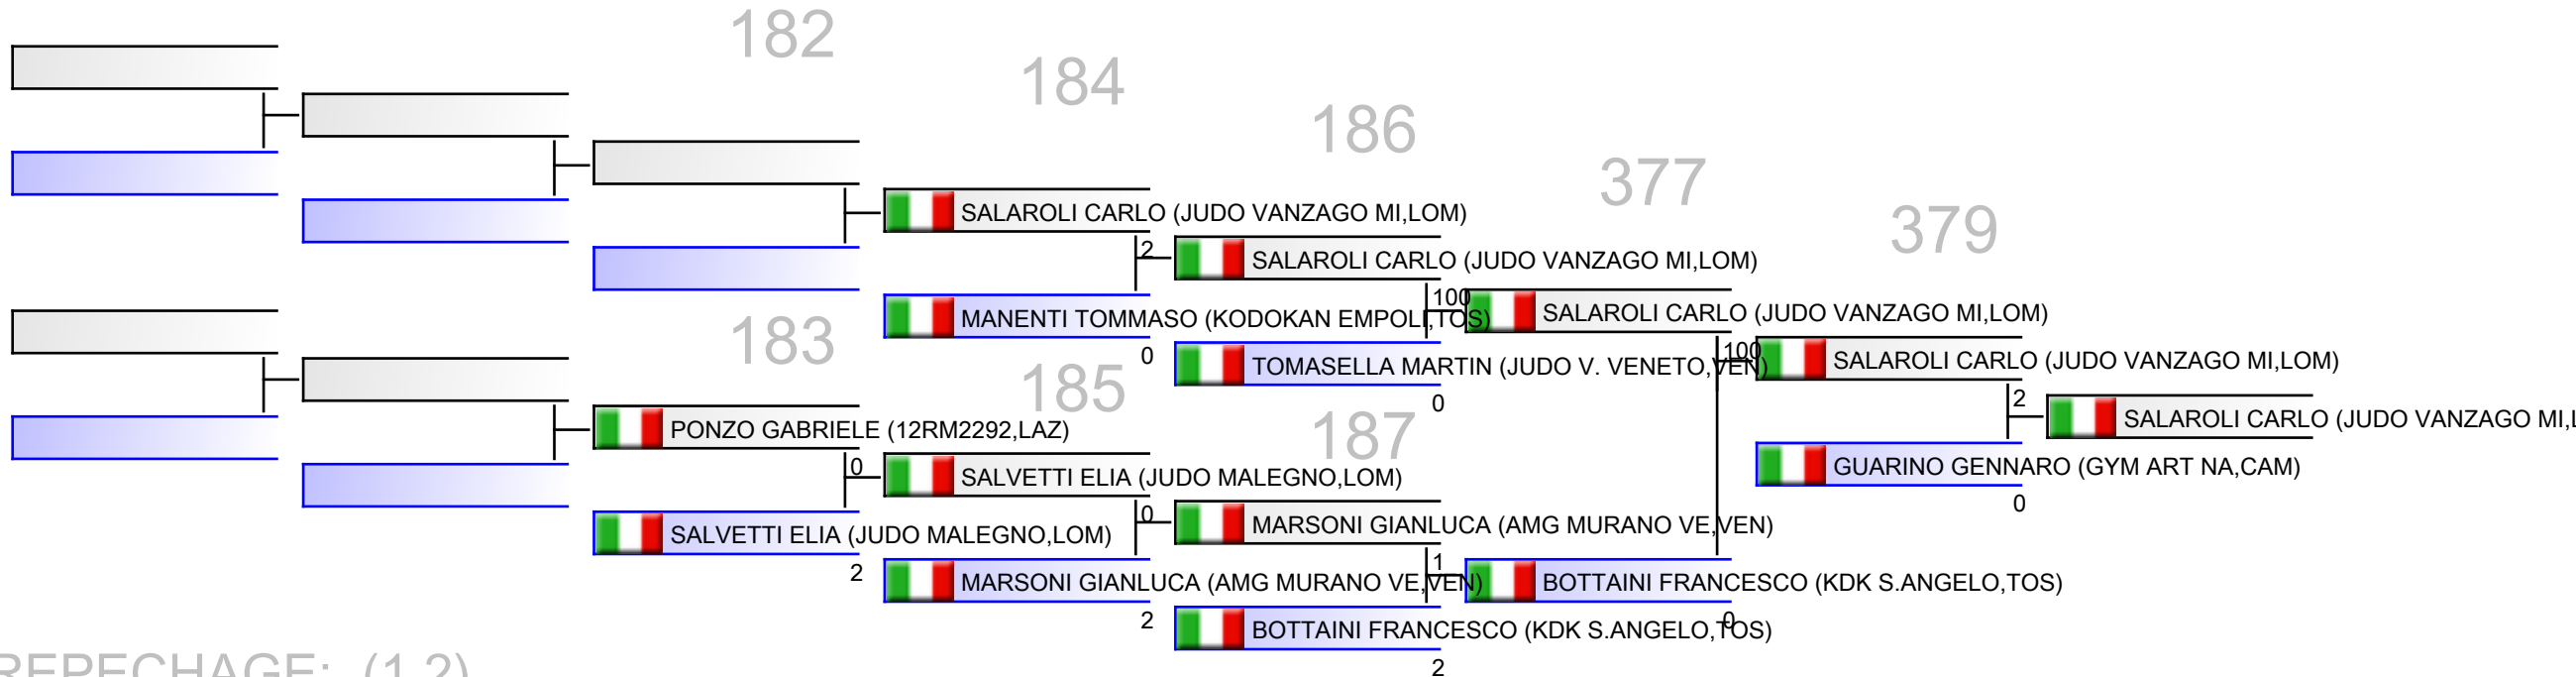 182
184
186
377
379
SALAROLI CARLO (JUDO VANZAGO MI,LOM)
2
SALAROLI CARLO (JUDO VANZAGO MI,LOM)
MANENTI TOMMASO (KODOKAN EMPOLI,TOS)
0
100
SALAROLI CARLO (JUDO VANZAGO MI,LOM)
TOMASELLA MARTIN (JUDO V. VENETO,VEN)
0
100
SALAROLI CARLO (JUDO VANZAGO MI,LOM)
2
SALAROLI CARLO (JUDO VANZAGO MI,L
GUARINO GENNARO (GYM ART NA,CAM)
0
183
185
187
PONZO GABRIELE (12RM2292,LAZ)
0
SALVETTI ELIA (JUDO MALEGNO,LOM)
SALVETTI ELIA (JUDO MALEGNO,LOM)
2
0
MARSONI GIANLUCA (AMG MURANO VE,VEN)
MARSONI GIANLUCA (AMG MURANO VE,VEN)
2
1
BOTTAINI FRANCESCO (KDK S.ANGELO,TOS)
0
BOTTAINI FRANCESCO (KDK S.ANGELO,TOS)
2
REPECHAGE: (1,2)